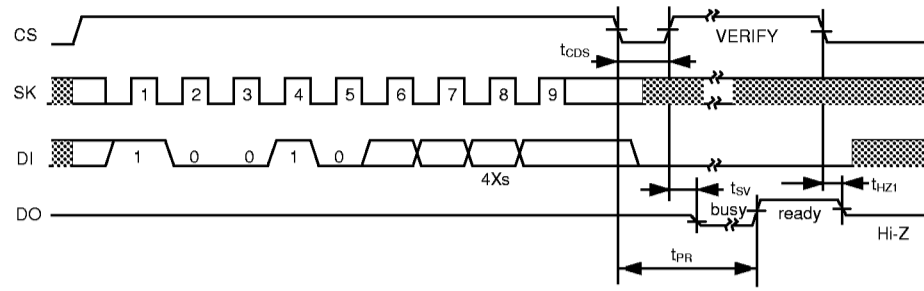 CS
VERIFY
tCDS
SK
1 2 3 4 5 6 7 8 9
DI
1 0 0 1 0
4Xs
tSV
tHZ1
DO
busy
ready
Hi-Z
tPR